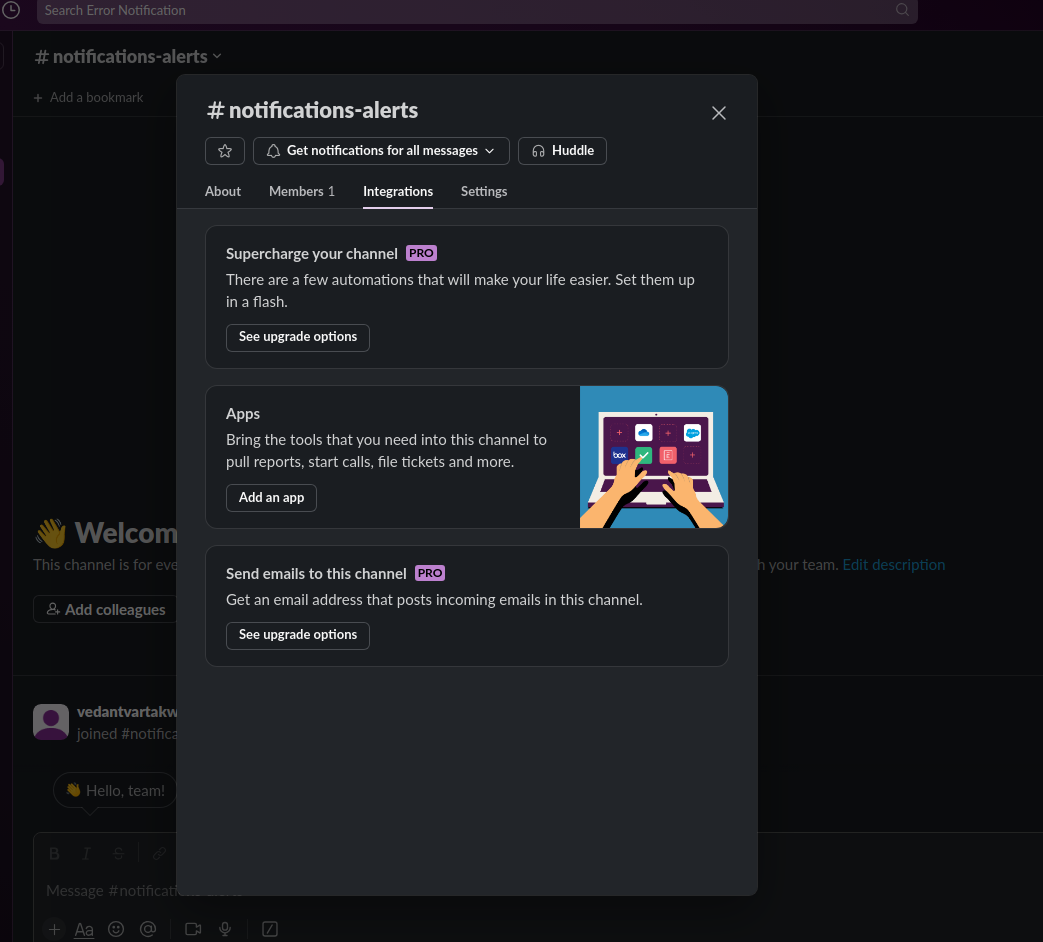 Search Error Notification
# notifications-alerts
+ Add a bookmark
# notifications-alerts
Get notifications for all messages
Huddle
About
Members 1
Integrations
Settings
Supercharge your channel PRO
There are a few automations that will make your life easier. Set them up
in a flash.
See upgrade options
Apps
Bring the tools that you need into this channel to
pull reports, start calls, file tickets and more.
Add an app
box
Send emails to this channel PRO
Get an email address that posts incoming emails in this channel.
See upgrade options
Welcom
This channel is for eve
h your team. Edit description
Add colleagues
vedantvartakw
joined #notifica
Hello, team!
B I S
Message #notifications-alerts
+ Aa @ /